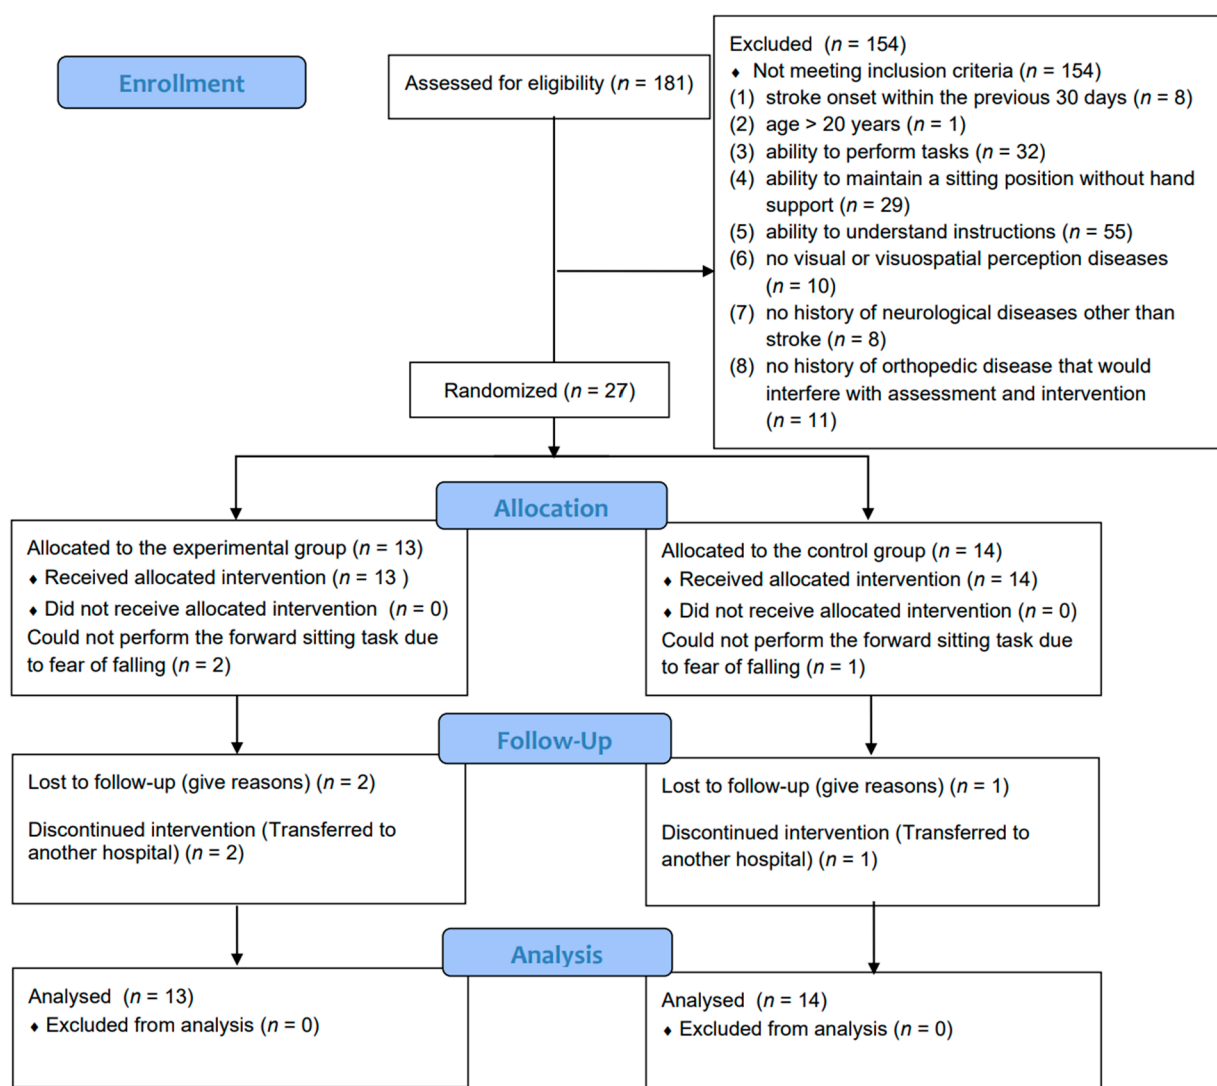 Enrollment
Assessed for eligibility (n = 181)
Excluded (n = 154)
♦ Not meeting inclusion criteria (n = 154)
(1) stroke onset within the previous 30 days (n = 8)
(2) age > 20 years (n = 1)
(3) ability to perform tasks (n = 32)
(4) ability to maintain a sitting position without hand
support (n = 29)
(5) ability to understand instructions (n = 55)
(6) no visual or visuospatial perception diseases
(n = 10)
(7) no history of neurological diseases other than
stroke (n = 8)
(8) no history of orthopedic disease that would
interfere with assessment and intervention
(n = 11)
Randomized (n = 27)
Allocation
Allocated to the experimental group (n = 13)
♦ Received allocated intervention (n = 13 )
♦ Did not receive allocated intervention (n = 0)
Could not perform the forward sitting task due
to fear of falling (n = 2)
Allocated to the control group (n = 14)
♦ Received allocated intervention (n = 14)
♦ Did not receive allocated intervention (n = 0)
Could not perform the forward sitting task due
to fear of falling (n = 1)
Follow-Up
Lost to follow-up (give reasons) (n = 2)
Discontinued intervention (Transferred to
another hospital) (n = 2)
Lost to follow-up (give reasons) (n = 1)
Discontinued intervention (Transferred to
another hospital) (n = 1)
Analysis
Analysed (n = 13)
♦ Excluded from analysis (n = 0)
Analysed (n = 14)
♦ Excluded from analysis (n = 0)